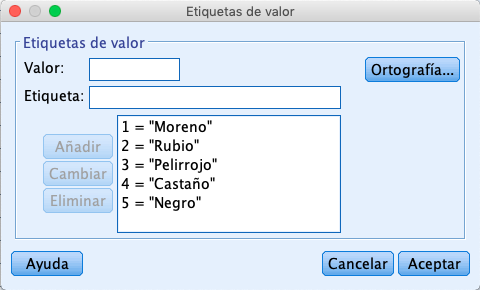 Etiquetas de valor
Etiquetas de valor
Valor:
Ortografía...
Etiqueta:
Añadir
Cambiar
Eliminar
1 = "Moreno"
2 = "Rubio"
3 = "Pelirrojo"
4 = "Castaño"
5 = "Negro"
Ayuda
Cancelar
Aceptar